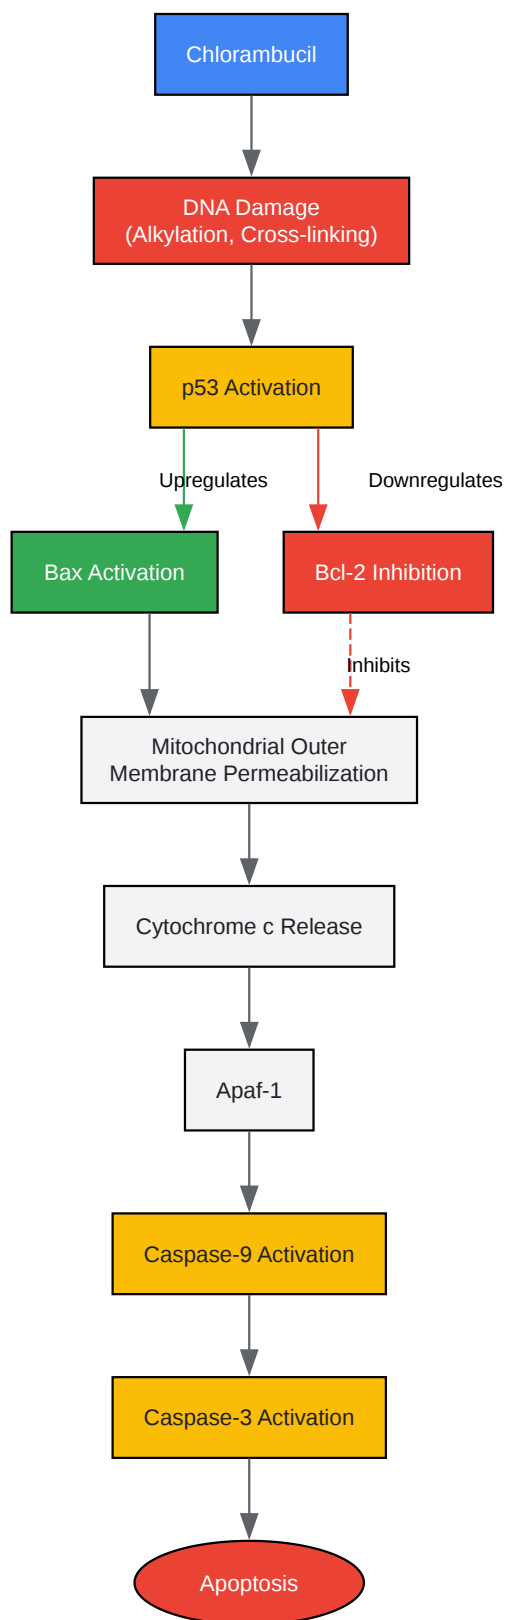 Chlorambucil
DNA Damage
(Alkylation, Cross-linking)
p53 Activation
Upregulates
Downregulates
Bax Activation
Bcl-2 Inhibition
Inhibits
Mitochondrial Outer
Membrane Permeabilization
Cytochrome c Release
Apaf-1
Caspase-9 Activation
Caspase-3 Activation
Apoptosis